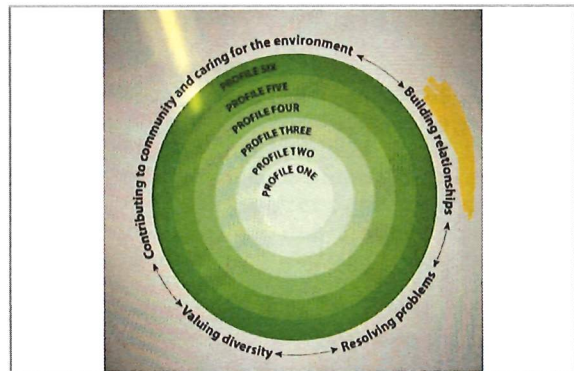 Contributing to community and caring for the environment
Building relationships
Resolving problems
Valuing diversity
PROFILE SIX
PROFILE FIVE
PROFILE FOUR
PROFILE THREE
PROFILE TWO
PROFILE ONE